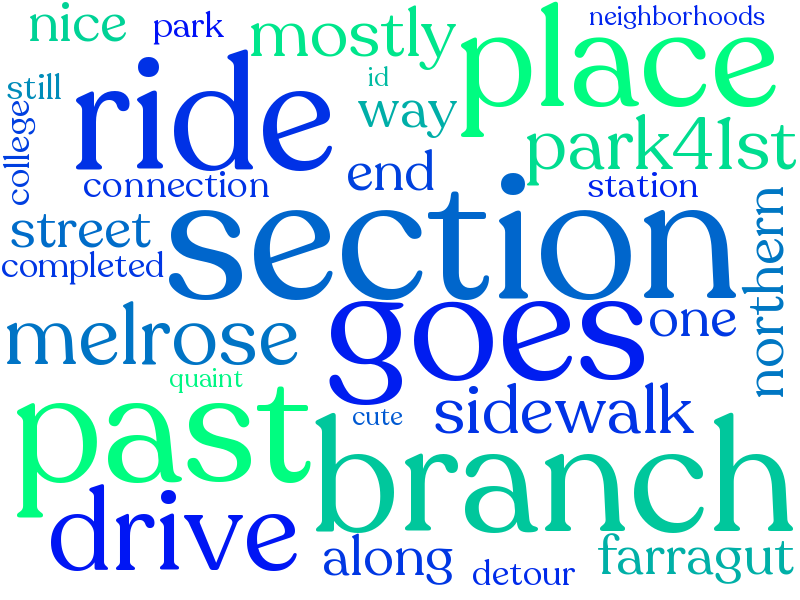 nice
park
mostly
neighborhoods
place
ride
still
id
way
college
park41st
connection
end
station
street
section
northern
completed
melrose
goes
one
quaint
past
cute
sidewalk
branch
drive
along
detour
farragut